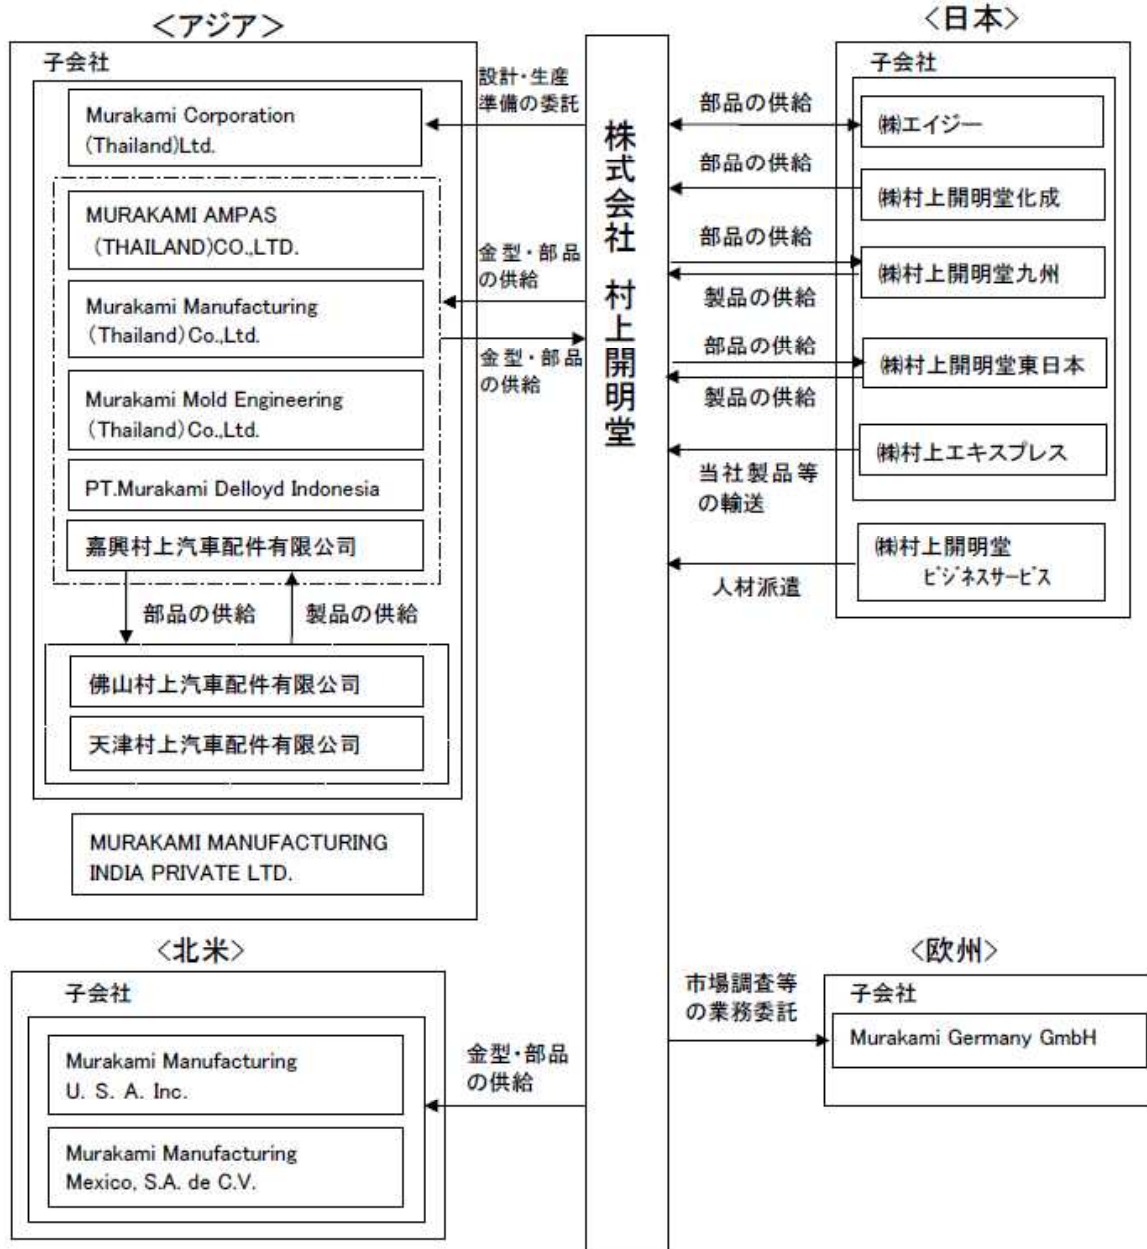 <アジア>
子会社
Murakami Corporation
(Thailand)Ltd.
MURAKAMI AMPAS
(THAILAND)CO.,LTD.
Murakami Manufacturing
(Thailand)Co.,Ltd.
Murakami Mold Engineering
(Thailand)Co.,Ltd.
PT.Murakami Delloyd Indonesia
嘉興村上汽車配件有限公司
部品の供給
製品の供給
佛山村上汽車配件有限公司
天津村上汽車配件有限公司
MURAKAMI MANUFACTURING
INDIA PRIVATE LTD.
設計・生産
準備の委託
金型・部品
の供給
金型・部品
の供給
株式会社 村上開明堂
<日本>
子会社
部品の供給
㈱エイジー
部品の供給
㈱村上開明堂化成
部品の供給
㈱村上開明堂九州
製品の供給
部品の供給
㈱村上開明堂東日本
製品の供給
㈱村上エキスプレス
当社製品等
の輸送
㈱村上開明堂
ﾋﾞｼﾞﾈｽサービス
人材派遣
<北米>
子会社
Murakami Manufacturing
U. S. A. Inc.
Murakami Manufacturing
Mexico, S.A. de C.V.
金型・部品
の供給
<欧州>
市場調査等
の業務委託
子会社
Murakami Germany GmbH